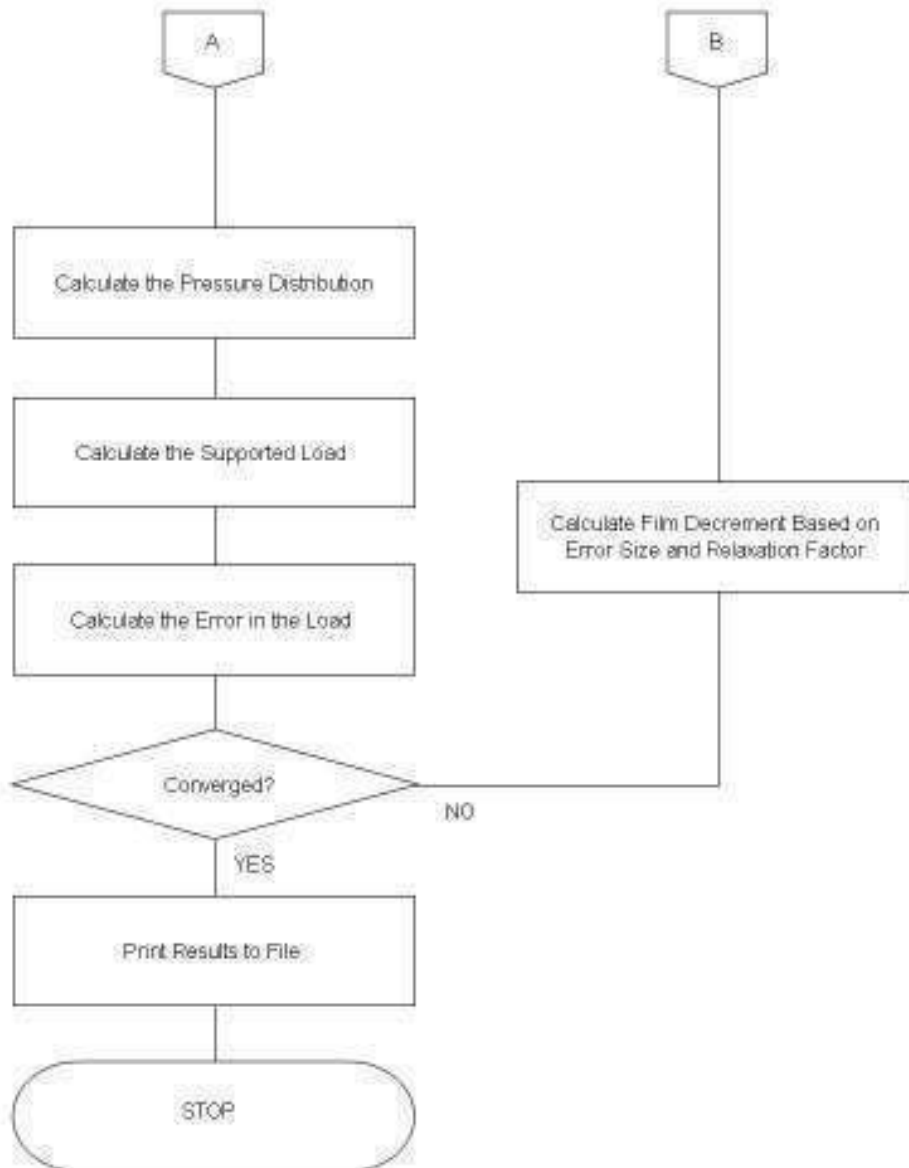 A
B
Calculate the Pressure Distribution
Calculate the Supported Load
Calculate Film Decrement Based on
Error Size and Relaxation Factor
Calculate the Error in the Load
Converged?
NO
YES
Print Results to File
STOP